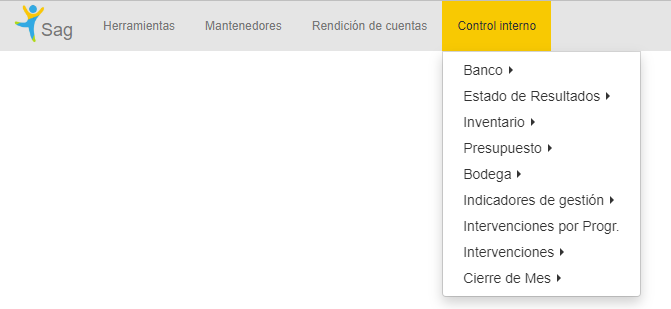 Sag
Herramientas
Mantenedores
Rendición de cuentas
Control interno
Banco
Estado de Resultados
Inventario
Presupuesto
Bodega
Indicadores de gestión
Intervenciones por Progr.
Intervenciones
Cierre de Mes